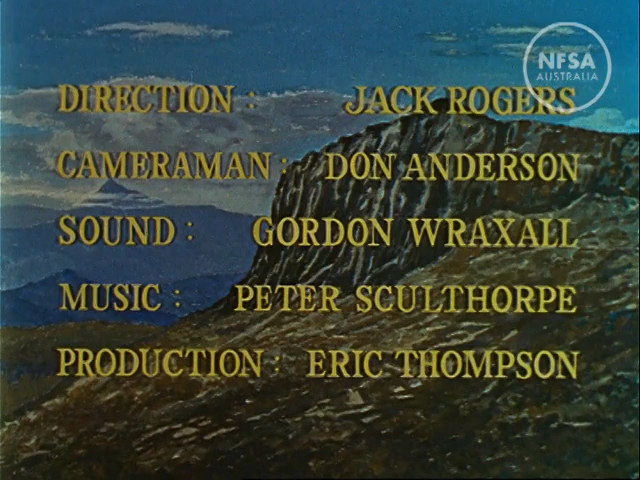 NFSA
AUSTRALIA
DIRECTION : JACK ROGERS
CAMERAMAN : DON ANDERSON
SOUND : GORDON WRAXALL
MUSIC : PETER SCULTHORPE
PRODUCTION : ERIC THOMPSON